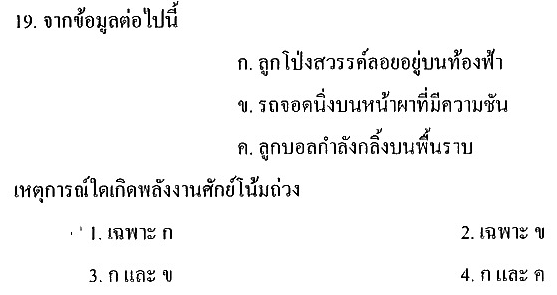 19. จากข้อมูลต่อไปนี้
ก. ลูกโป่งสวรรค์ลอยอยู่บนท้องฟ้า
ข. รถจอดนิ่งบนหน้าผาที่มีความชัน
ค. ลูกบอลกำลังกลิ้งบนพื้นราบ
เหตุการณ์ใดเกิดพลังงานศักย์โน้มถ่วง
1. เฉพาะ ก 2. เฉพาะ ข
3. ก และ ข 4. ก และ ค